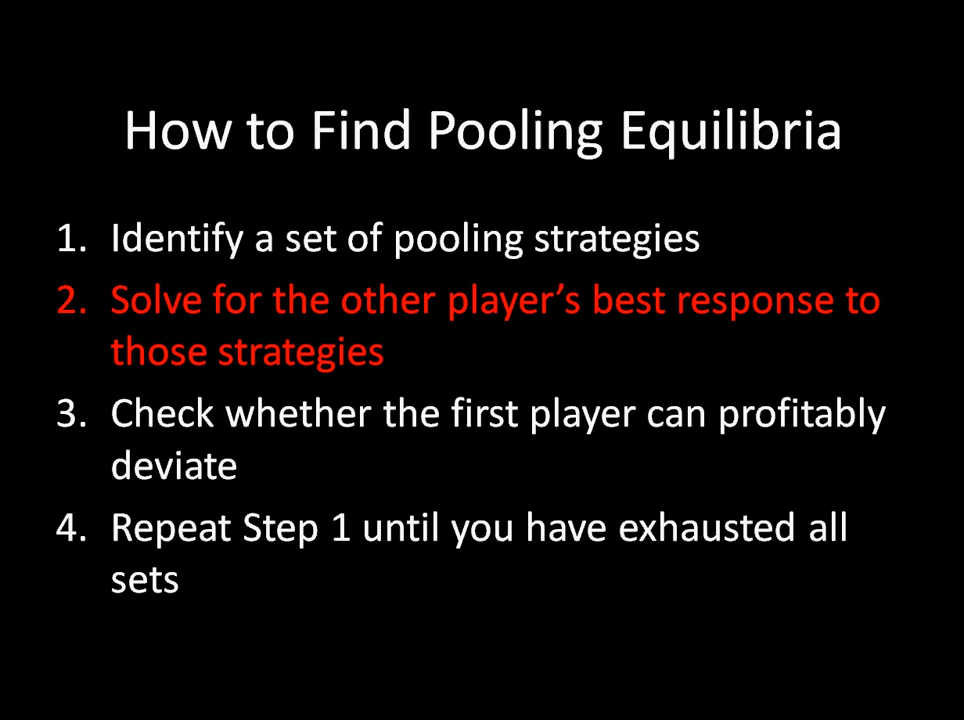 How to Find Pooling Equilibria
1. Identify a set of pooling strategies
2. Solve for the other player’s best response to
those strategies
3. Check whether the first player can profitably
deviate
4. Repeat Step 1 until you have exhausted all
sets